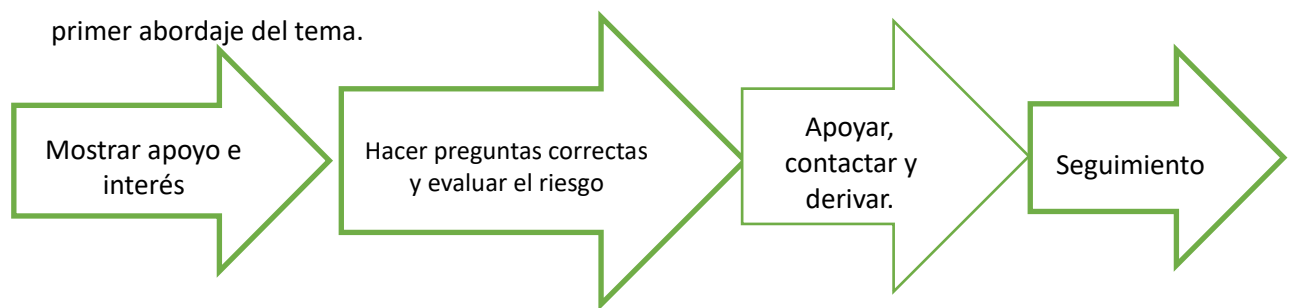 primer abordaje del tema.
Mostrar apoyo e
interés
Hacer preguntas correctas
y evaluar el riesgo
Apoyar,
contactar y
derivar.
Seguimiento